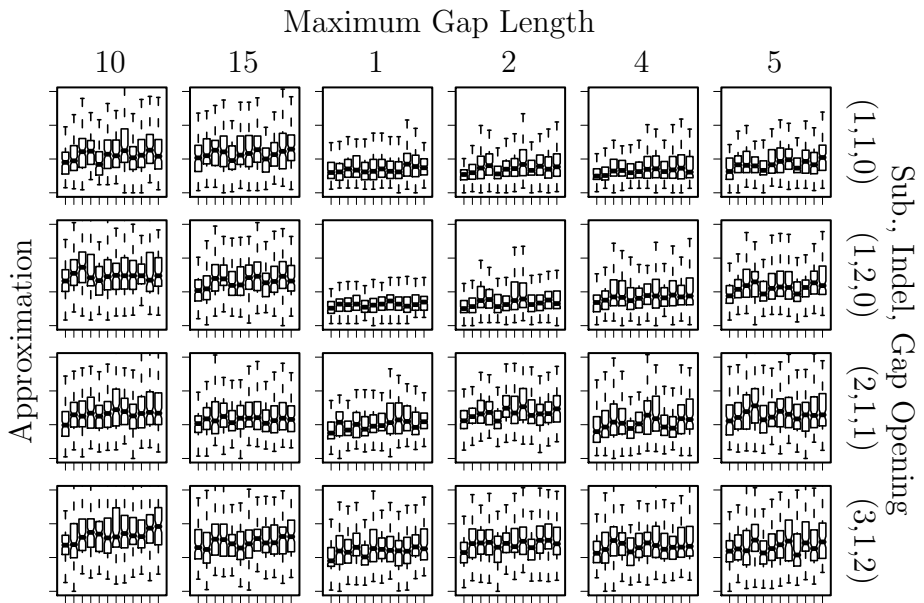 Maximum Gap Length
10 15 1 2 4 5
Approximation
Sub., Indel, Gap Opening
(1,1,0)
(1,2,0)
(2,1,1)
(3,1,2)